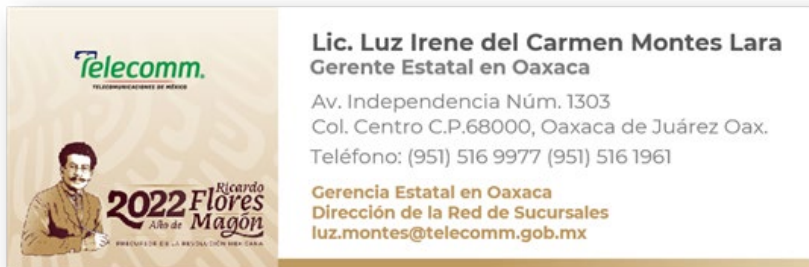 Telecomm.
TELECOMUNICACIONES DE MÉXICO
2022 Ricardo
Flores
Año de Magón
PRECURSOR DE LA REVOLUCIÓN MEXICANA
Lic. Luz Irene del Carmen Montes Lara
Gerente Estatal en Oaxaca
Av. Independencia Núm. 1303
Col. Centro C.P.68000, Oaxaca de Juárez Oax.
Teléfono: (951) 516 9977 (951) 516 1961
Gerencia Estatal en Oaxaca
Dirección de la Red de Sucursales
luz.montes@telecomm.gob.mx